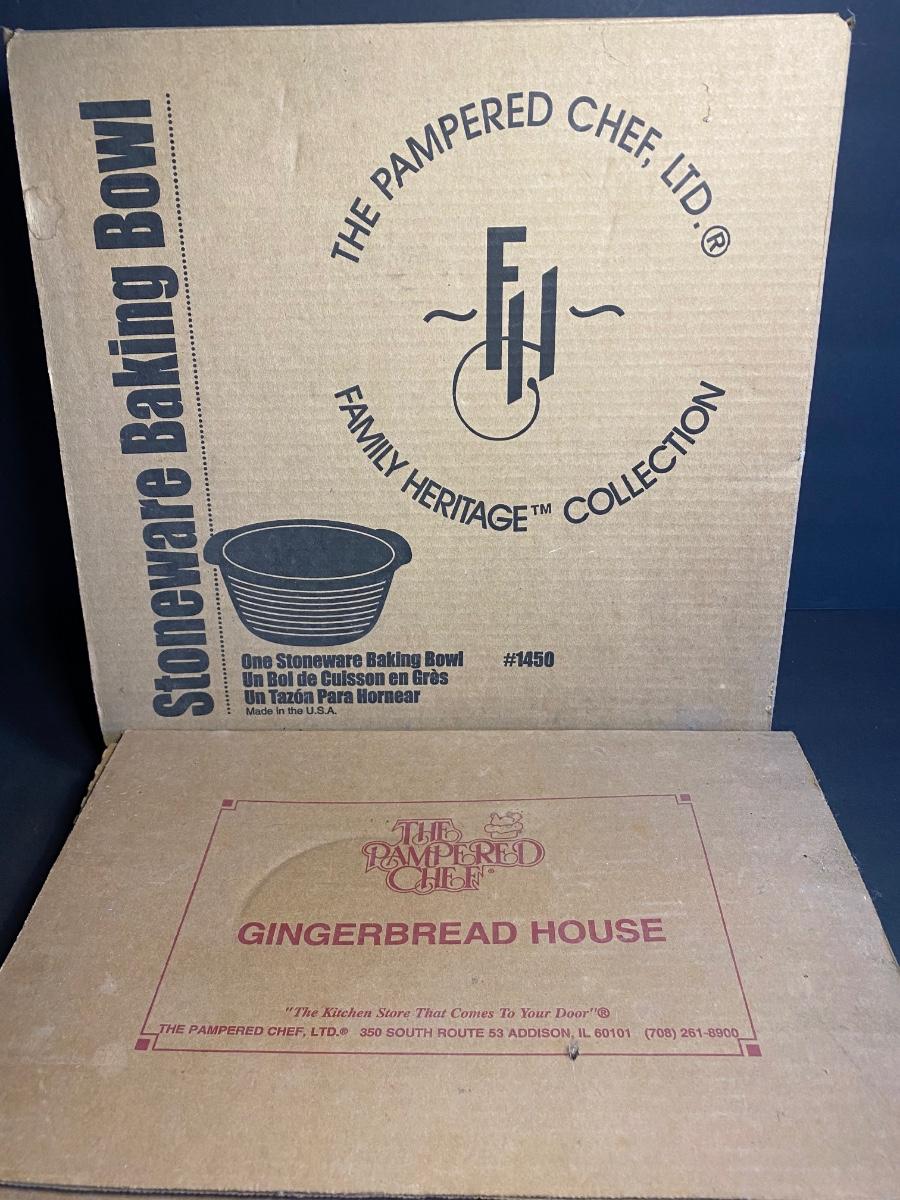 Stoneware Baking Bowl
THE PAMPERED CHEF, LTD.®
FH
FAMILY HERITAGE™ COLLECTION
One Stoneware Baking Bowl #1450
Un Bol de Cuisson en Grès
Un Tazón Para Hornear
Made in the U.S.A.
THE
PAMPERED
CHEF®
GINGERBREAD HOUSE
"The Kitchen Store That Comes To Your Door"®
THE PAMPERED CHEF, LTD.® 350 SOUTH ROUTE 53 ADDISON, IL 60101 (708) 261-8900